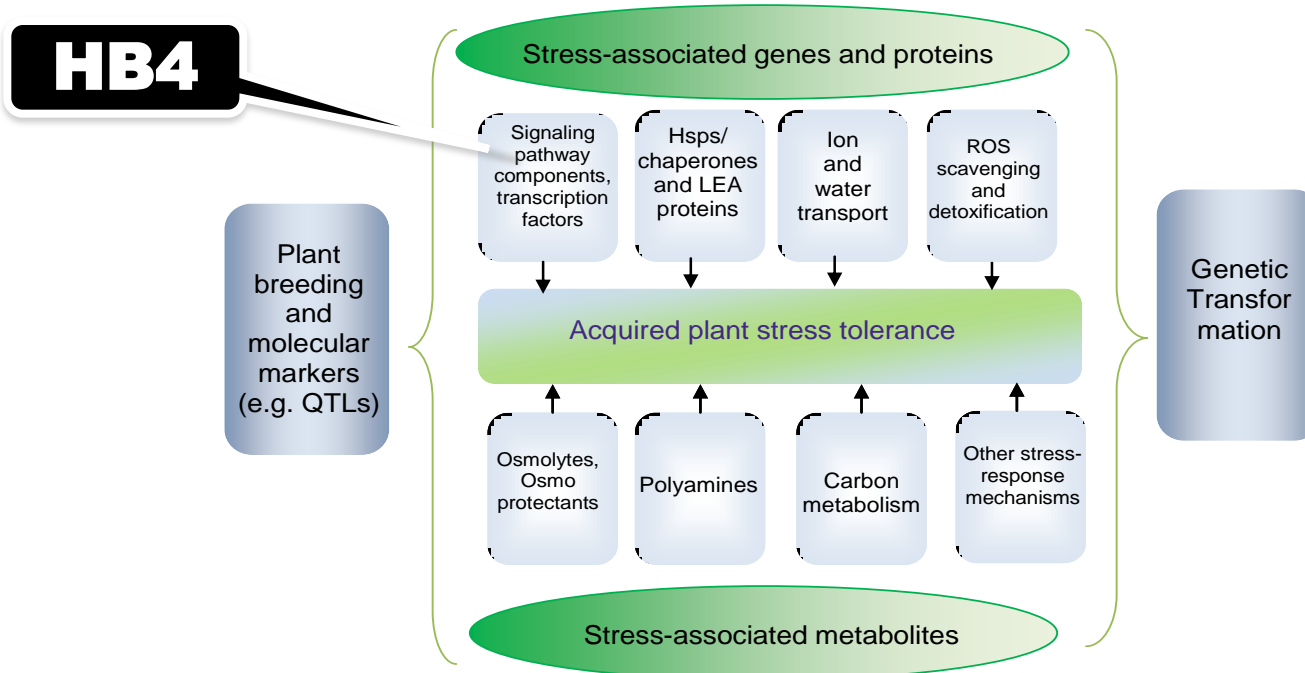 HB4
Stress-associated genes and proteins
Signaling
pathway
components,
transcription
factors
Hsps/
chaperones
and LEA
proteins
Ion
and
water
transport
ROS
scavenging
and
detoxification
Plant
breeding
and
molecular
markers
(e.g. QTLs)
Acquired plant stress tolerance
Genetic
Transfor
mation
Osmolytes,
Osmo
protectants
Polyamines
Carbon
metabolism
Other stress-
response
mechanisms
Stress-associated metabolites